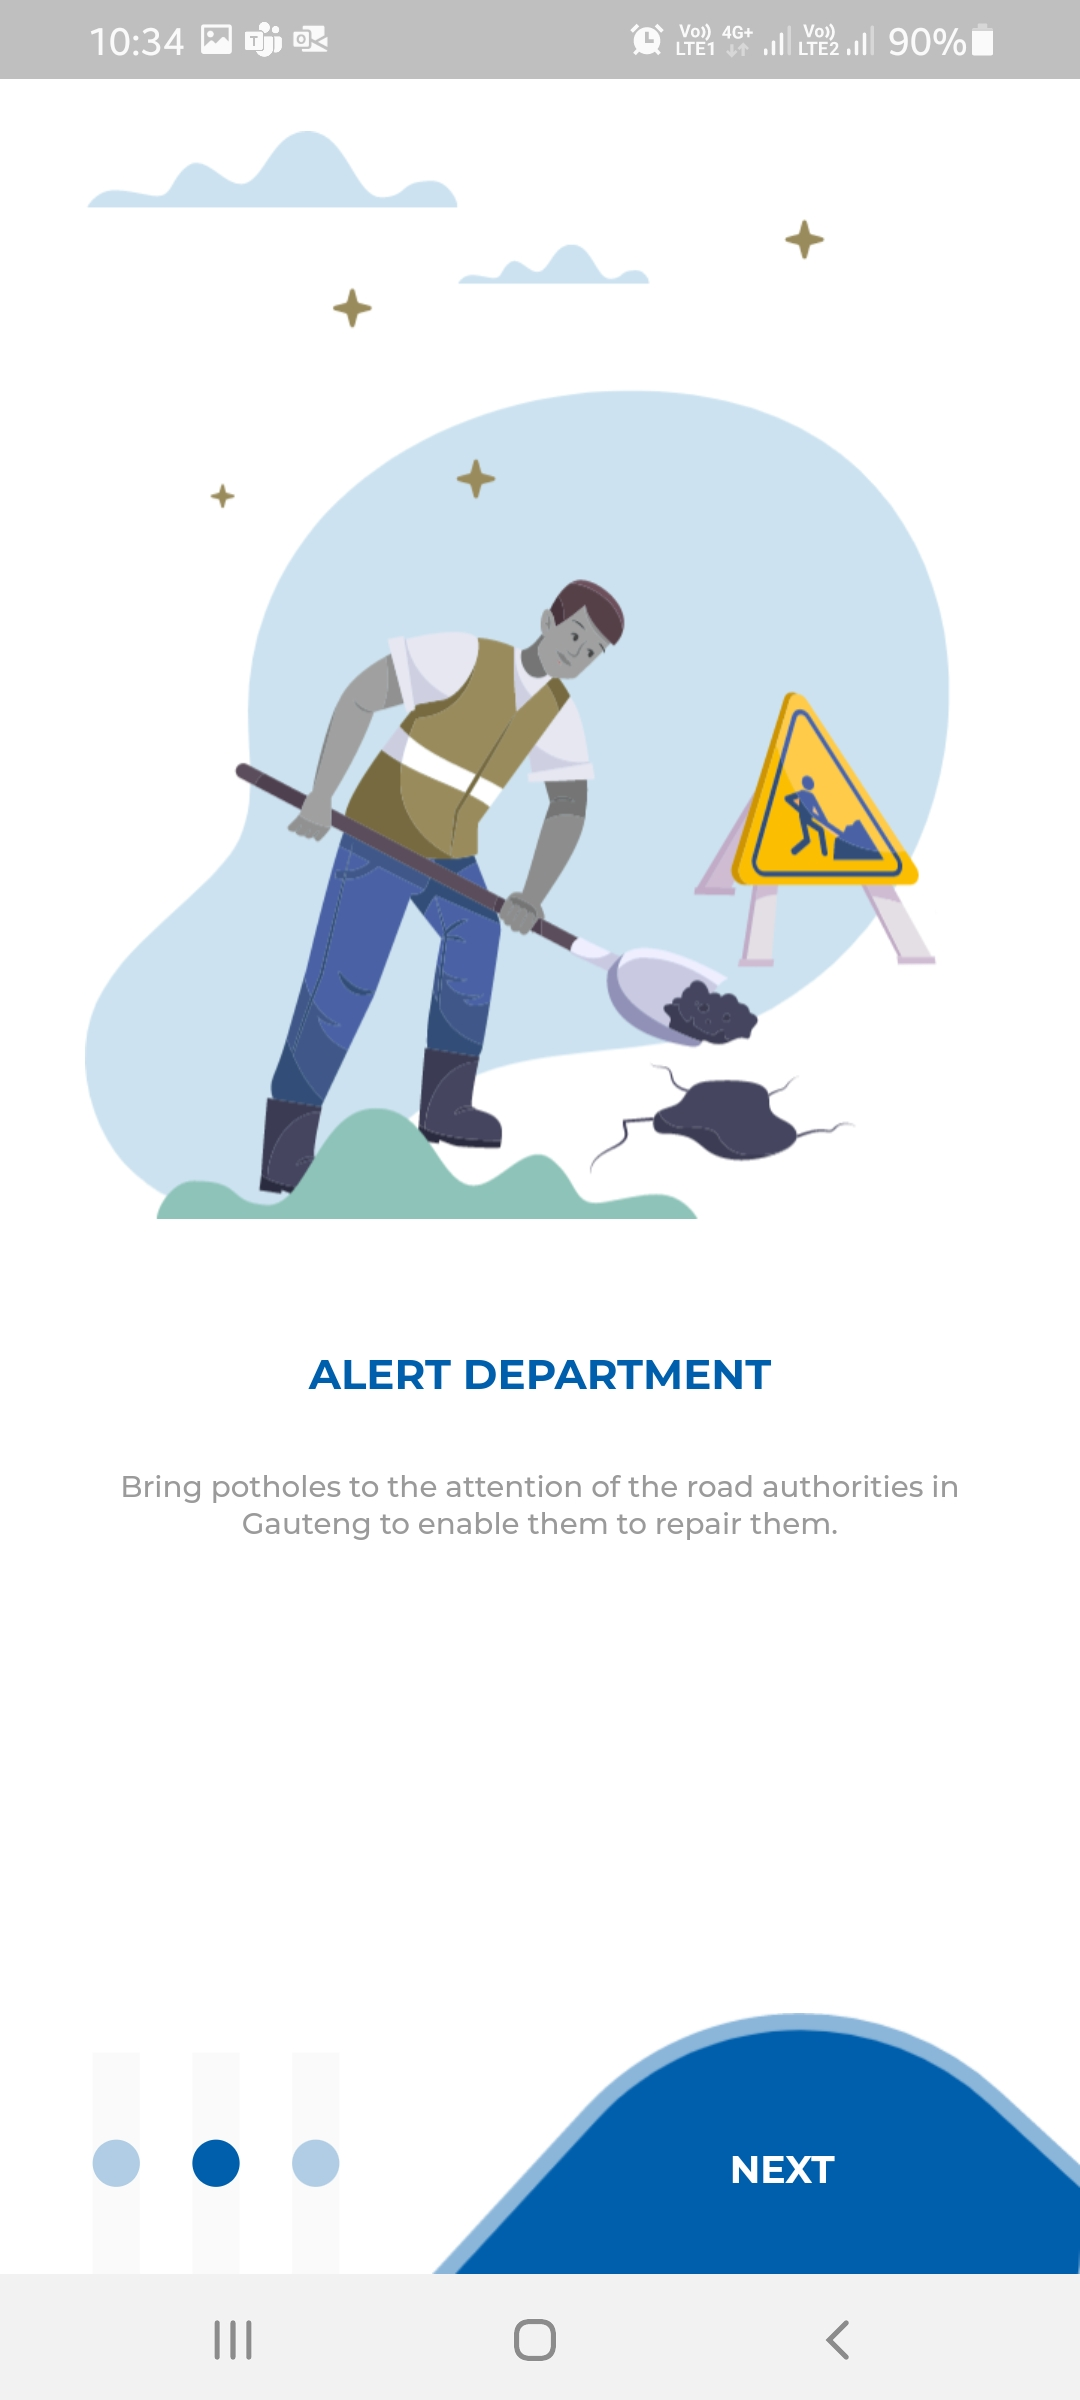 10:34
T
O
Vo)) LTE1
4G+
Vo)) LTE2
90%
ALERT DEPARTMENT
Bring potholes to the attention of the road authorities in
Gauteng to enable them to repair them.
NEXT